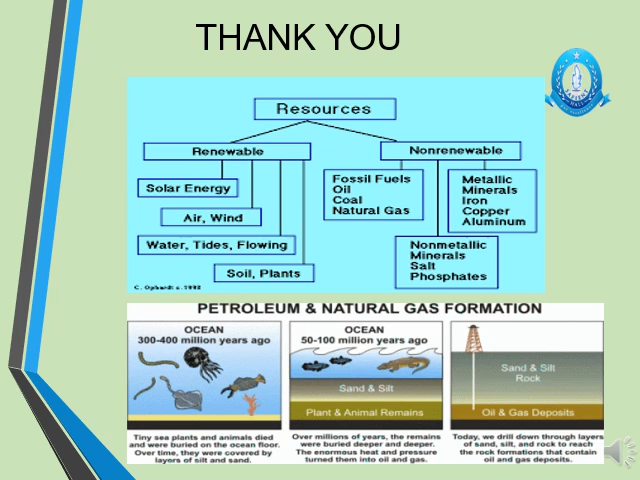 THANK YOU
Resources
Renewable
Nonrenewable
Solar Energy
Air, Wind
Water, Tides, Flowing
Soil, Plants
Fossil Fuels
Oil
Coal
Natural Gas
Metallic
Minerals
Iron
Copper
Aluminum
Nonmetallic
Minerals
Salt
Phosphates
C. Ophardt c.
PETROLEUM & NATURAL GAS FORMATION
OCEAN
300-400 million years ago
Tiny sea plants and animals died
and were buried on the ocean floor.
Over time, they were covered by
layers of silt and sand.
OCEAN
50-100 million years ago
Sand & Silt
Plant & Animal Remains
Over millions of years, the remains
were buried deeper and deeper.
The enormous heat and pressure
turned them into oil and gas.
Sand & Silt
Rock
Oil & Gas Deposits
Today, we drill down through layers
of sand, silt, and rock to reach
the rock formations that contain
oil and gas deposits.